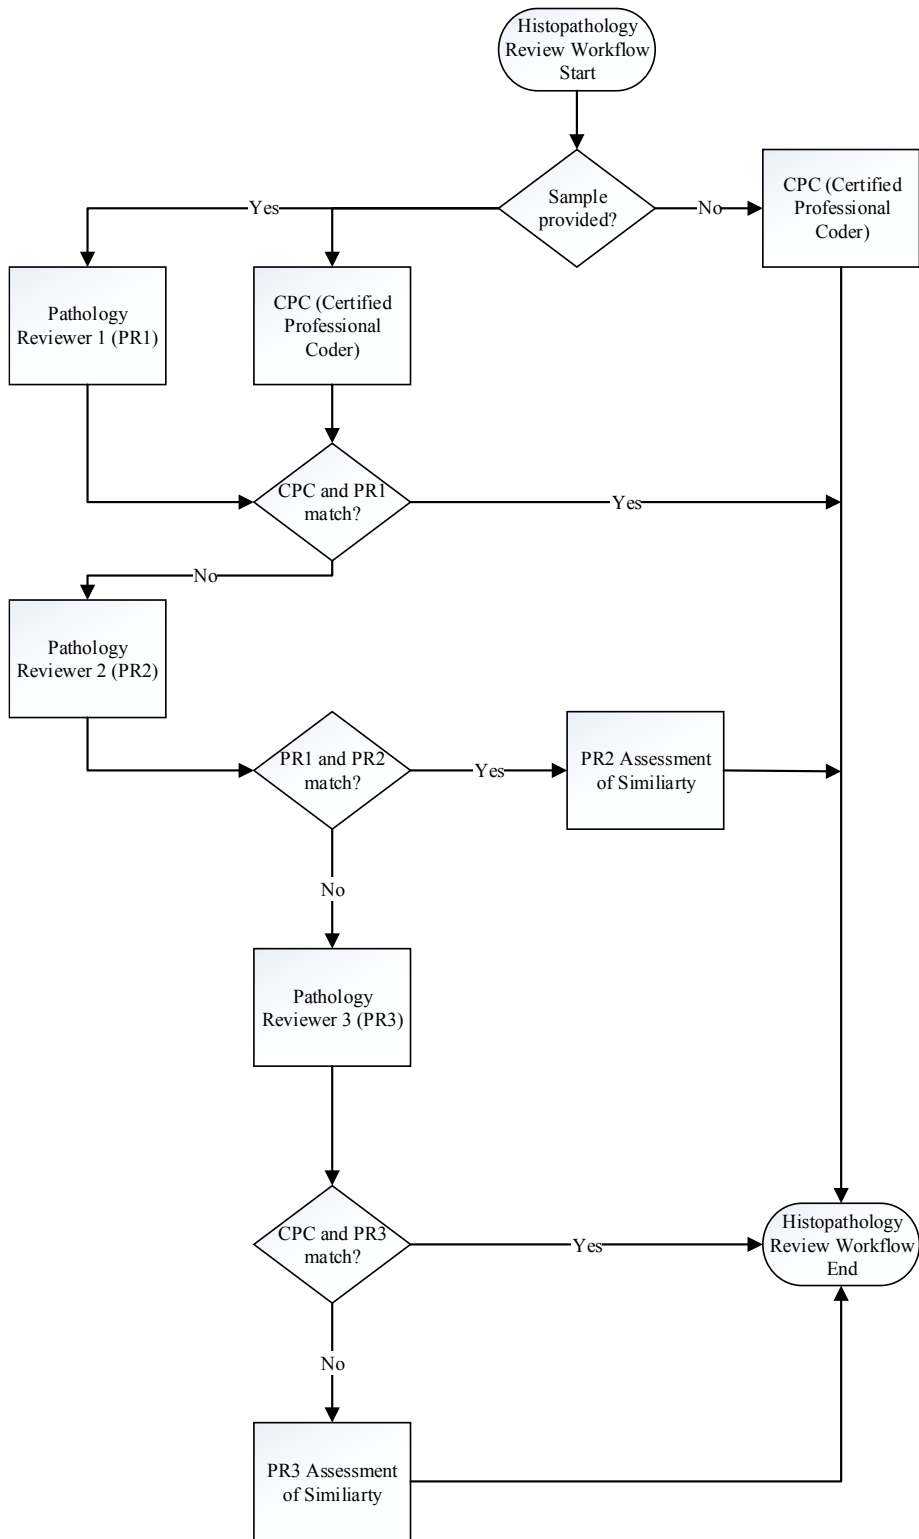 Histopathology
Review Workflow
Start
Sample
provided?
Yes
No
CPC (Certified
Professional
Coder)
Pathology
Reviewer 1 (PR1)
CPC (Certified
Professional
Coder)
CPC and PR1
match?
Yes
No
Pathology
Reviewer 2 (PR2)
PR1 and PR2
match?
Yes
PR2 Assessment
of Similiarty
No
Pathology
Reviewer 3 (PR3)
CPC and PR3
match?
Yes
Histopathology
Review Workflow
End
No
PR3 Assessment
of Similiarty